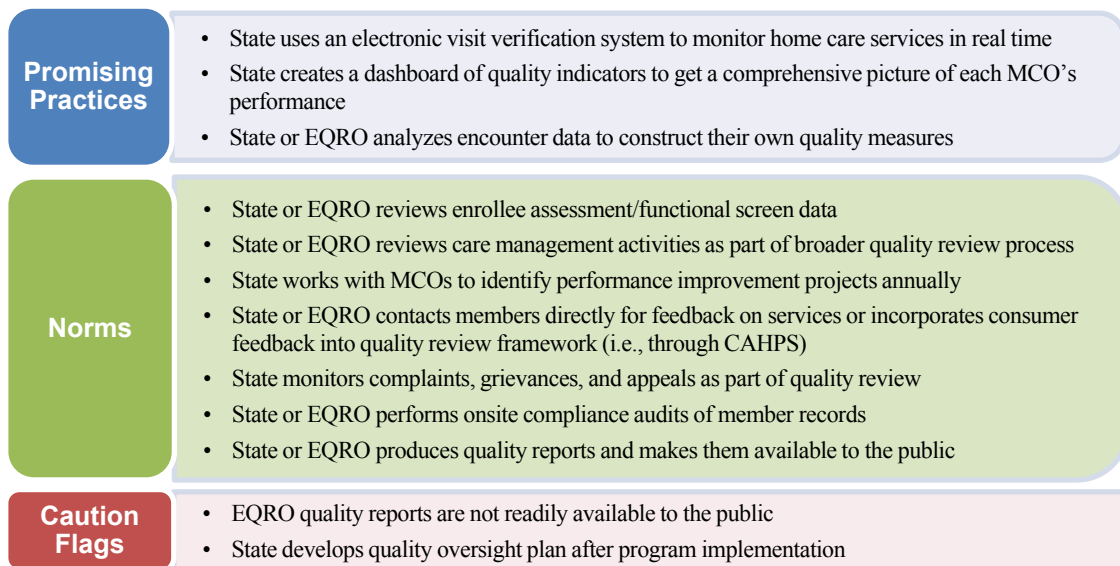 Promising
Practices
• State uses an electronic visit verification system to monitor home care services in real time
• State creates a dashboard of quality indicators to get a comprehensive picture of each MCO’s
performance
• State or EQRO analyzes encounter data to construct their own quality measures
Norms
• State or EQRO reviews enrollee assessment/functional screen data
• State or EQRO reviews care management activities as part of broader quality review process
• State works with MCOs to identify performance improvement projects annually
• State or EQRO contacts members directly for feedback on services or incorporates consumer
feedback into quality review framework (i.e., through CAHPS)
• State monitors complaints, grievances, and appeals as part of quality review
• State or EQRO performs onsite compliance audits of member records
• State or EQRO produces quality reports and makes them available to the public
Caution
Flags
• EQRO quality reports are not readily available to the public
• State develops quality oversight plan after program implementation